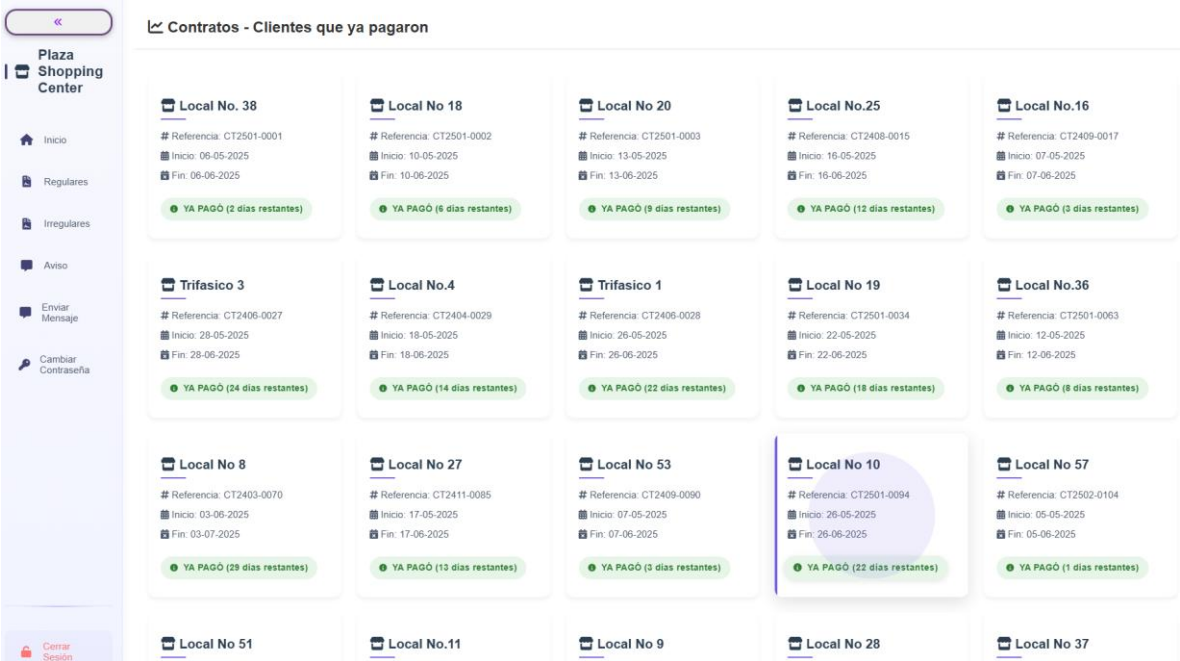 «
Plaza
Shopping
Center
Inicio
Regulares
Irregulares
Aviso
Enviar
Mensaje
Cambiar
Contraseña
Cerrar
Sesión
Contratos - Clientes que ya pagaron
Local No. 38
# Referencia: CT2501-0001
Inicio: 06-05-2025
Fin: 06-06-2025
YA PAGÓ (2 días restantes)
Local No 18
# Referencia: CT2501-0002
Inicio: 10-05-2025
Fin: 10-06-2025
YA PAGÓ (6 días restantes)
Local No 20
# Referencia: CT2501-0003
Inicio: 13-05-2025
Fin: 13-06-2025
YA PAGÓ (9 días restantes)
Local No.25
# Referencia: CT2408-0015
Inicio: 16-05-2025
Fin: 16-06-2025
YA PAGÓ (12 días restantes)
Local No.16
# Referencia: CT2409-0017
Inicio: 07-05-2025
Fin: 07-06-2025
YA PAGÓ (3 días restantes)
Trifasico 3
# Referencia: CT2406-0027
Inicio: 28-05-2025
Fin: 28-06-2025
YA PAGÓ (24 días restantes)
Local No.4
# Referencia: CT2404-0029
Inicio: 18-05-2025
Fin: 18-06-2025
YA PAGÓ (14 días restantes)
Trifasico 1
# Referencia: CT2406-0028
Inicio: 26-05-2025
Fin: 26-06-2025
YA PAGÓ (22 días restantes)
Local No 19
# Referencia: CT2501-0034
Inicio: 22-05-2025
Fin: 22-06-2025
YA PAGÓ (18 días restantes)
Local No.36
# Referencia: CT2501-0063
Inicio: 12-05-2025
Fin: 12-06-2025
YA PAGÓ (8 días restantes)
Local No 8
# Referencia: CT2403-0070
Inicio: 03-06-2025
Fin: 03-07-2025
YA PAGÓ (29 días restantes)
Local No 27
# Referencia: CT2411-0085
Inicio: 17-05-2025
Fin: 17-06-2025
YA PAGÓ (13 días restantes)
Local No 53
# Referencia: CT2409-0090
Inicio: 07-05-2025
Fin: 07-06-2025
YA PAGÓ (3 días restantes)
Local No 10
# Referencia: CT2501-0094
Inicio: 26-05-2025
Fin: 26-06-2025
YA PAGÓ (22 días restantes)
Local No 57
# Referencia: CT2502-0104
Inicio: 05-05-2025
Fin: 05-06-2025
YA PAGÓ (1 días restantes)
Local No 51
Local No.11
Local No 9
Local No 28
Local No 37